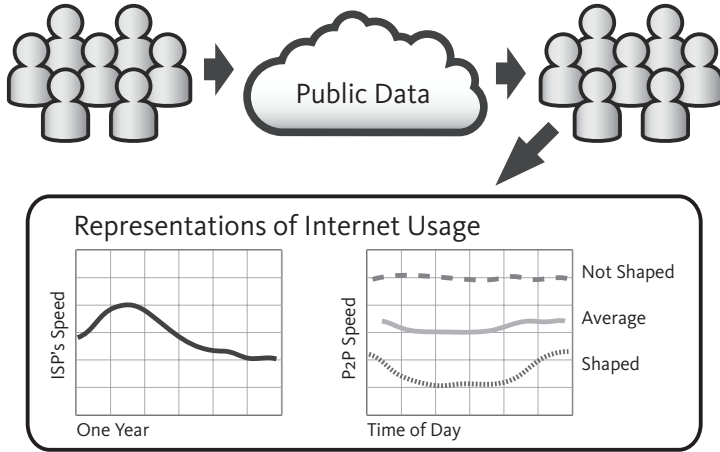 Public Data
Representations of Internet Usage
ISP's Speed
One Year
P2P Speed
Time of Day
Not Shaped
Average
Shaped